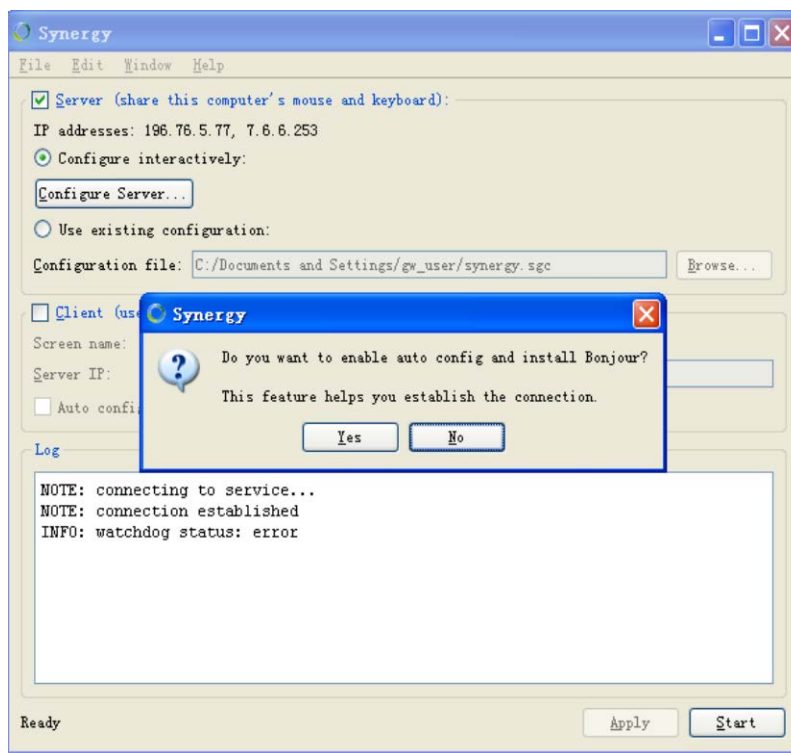 Synergy
File Edit Window Help
Server (share this computer's mouse and keyboard):
IP addresses: 196.76.5.77, 7.6.6.253
Configure interactively:
Configure Server...
Use existing configuration:
Configuration file: C:/Documents and Settings/gw_user/synergy.sgc Browse...
Client (use
Screen name:
Server IP:
Auto config
Synergy
Do you want to enable auto config and install Bonjour?
This feature helps you establish the connection.
Yes No
Log
NOTE: connecting to service...
NOTE: connection established
INFO: watchdog status: error
Ready Apply Start